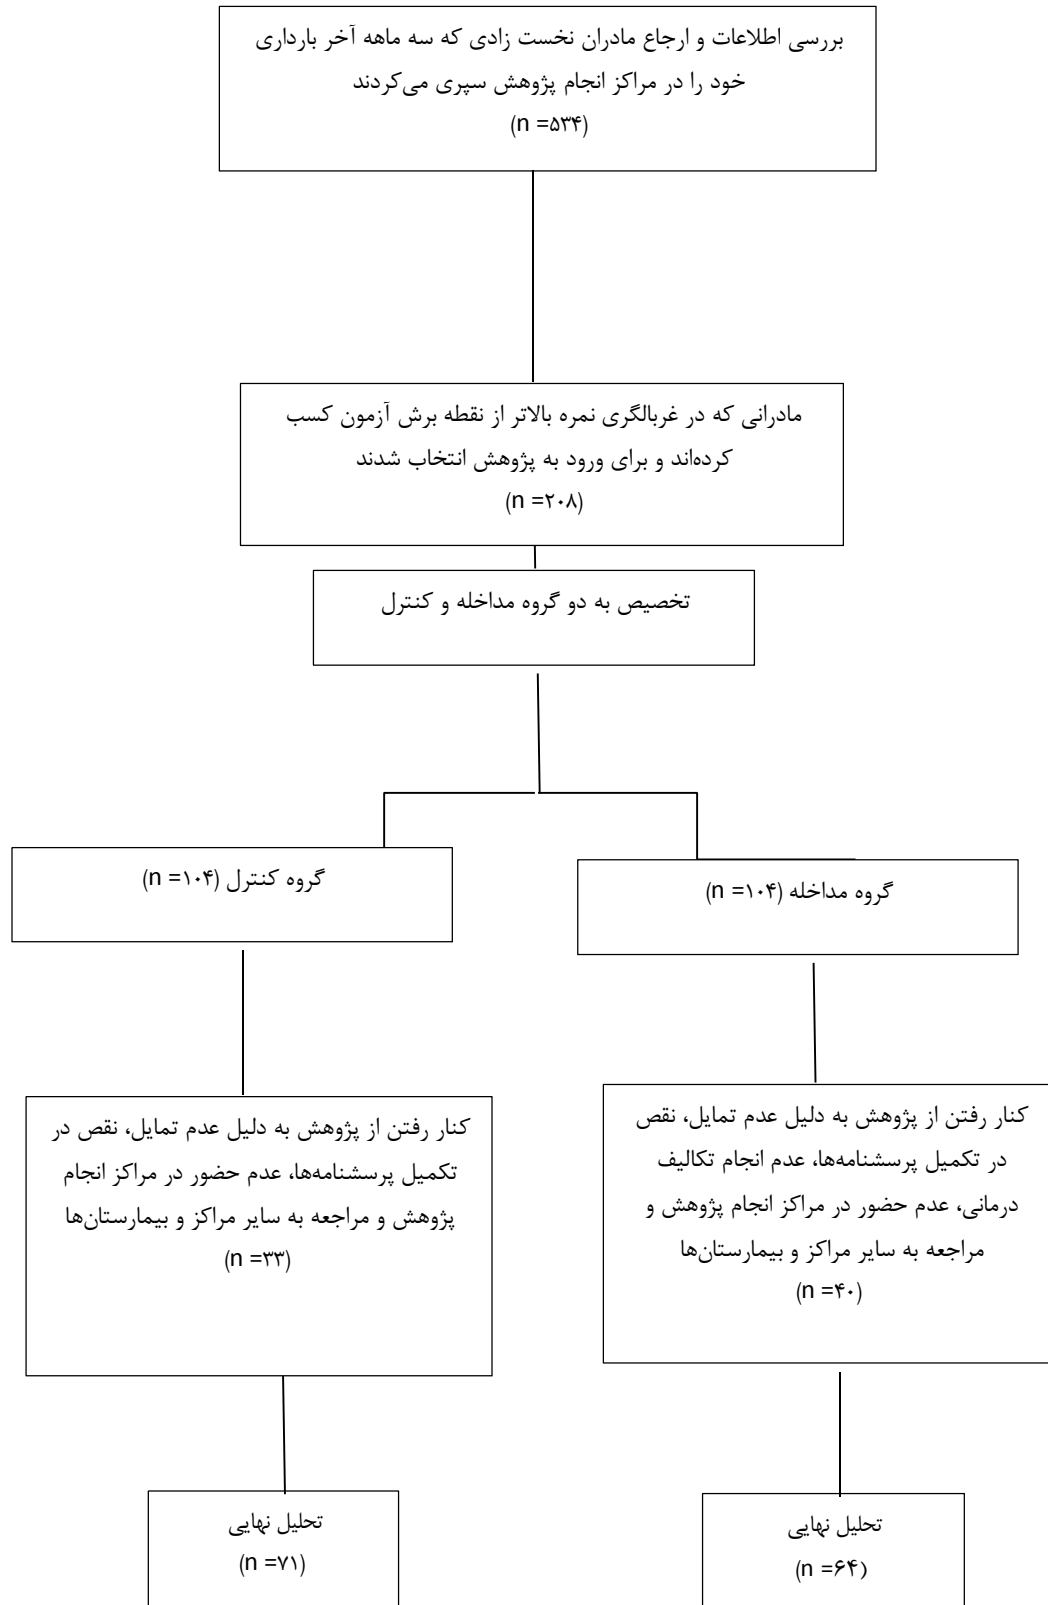 بررسی اطلاعات و ارجاع مادران نخست زادی که سه ماهه آخر بارداری
خود را در مراکز انجام پژوهش سپری می‌کردند
(n =۵۳۴)
مادرانی که در غربالگری نمره بالاتر از نقطه برش آزمون کسب
کرده‌اند و برای ورود به پژوهش انتخاب شدند
(n =۲۰۸)
تخصیص به دو گروه مداخله و کنترل
گروه مداخله (n =۱۰۴)
گروه کنترل (n =۱۰۴)
کنار رفتن از پژوهش به دلیل عدم تمایل، نقص
در تکمیل پرسشنامه‌ها، عدم انجام تکالیف
درمانی، عدم حضور در مراکز انجام پژوهش و
مراجعه به سایر مراکز و بیمارستان‌ها
(n =۴۰)
کنار رفتن از پژوهش به دلیل عدم تمایل، نقص در
تکمیل پرسشنامه‌ها، عدم حضور در مراکز انجام
پژوهش و مراجعه به سایر مراکز و بیمارستان‌ها
(n =۳۳)
تحلیل نهایی
(n =۶۴)
تحلیل نهایی
(n =۷۱)